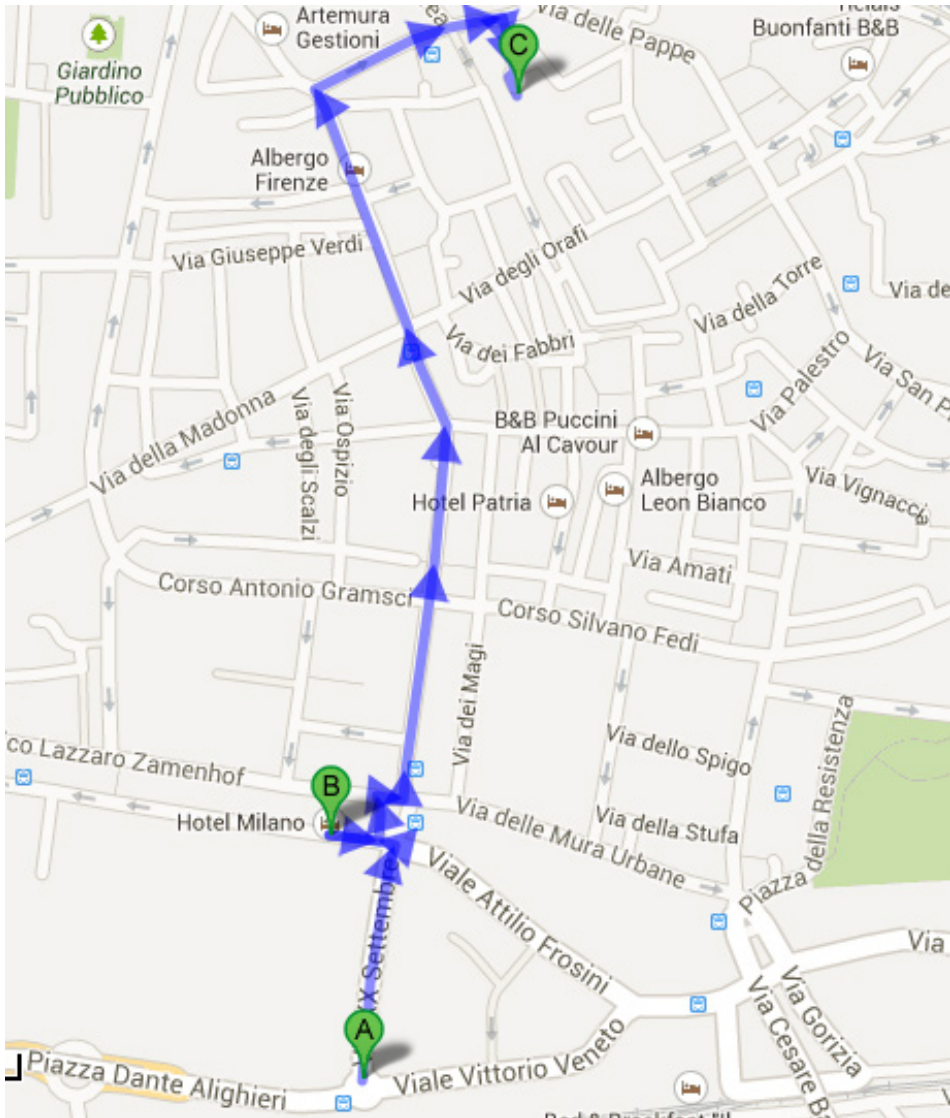 Artemura
Gestioni
Via delle Pappe
Buonfanti B&B
C
Giardino
Pubblico
Albergo
Firenze
Via Giuseppe Verdi
Via degli Orafi
Via della Torre
Via de
Via dei Fabbri
Via Palestro
Via San P
Via della Madonna
Via degli Scalzi
Via Ospizio
B&B Puccini
Al Cavour
Albergo
Leon Bianco
Hotel Patria
Via Vignacci
Via Amati
Corso Antonio Gramsci
Corso Silvano Fedi
Via dei Magi
Via dello Spigo
Piazza della Resistenza
co Lazzaro Zamenhof
B
Hotel Milano
Via della Stufa
Via delle Mura Urbane
Viale Attilio Frosini
XX Settembre
Via
Via Gorizia
Via Cesare B
A
Piazza Dante Alighieri
Viale Vittorio Veneto